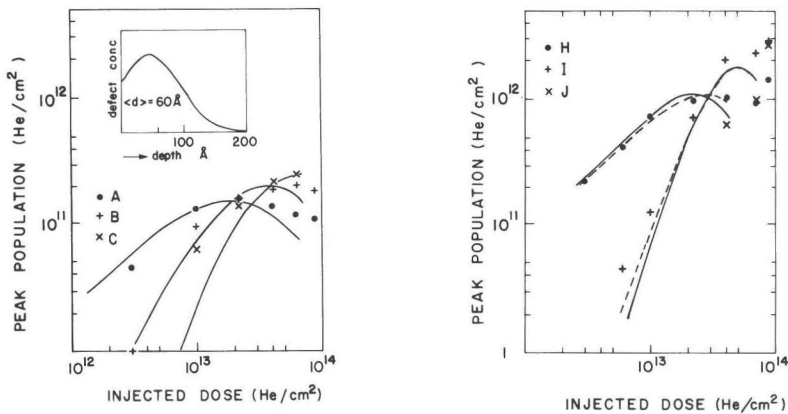 PEAK POPULATION (He/cm²)
10¹²
10¹¹
defect conc
<d>= 60Å
100
200
depth Å
A
B
C
10¹²
10¹³
10¹⁴
INJECTED DOSE (He/cm²)
PEAK POPULATION (He/cm²)
10¹²
10¹¹
1
H
I
J
10¹³
10¹⁴
INJECTED DOSE (He/cm²)